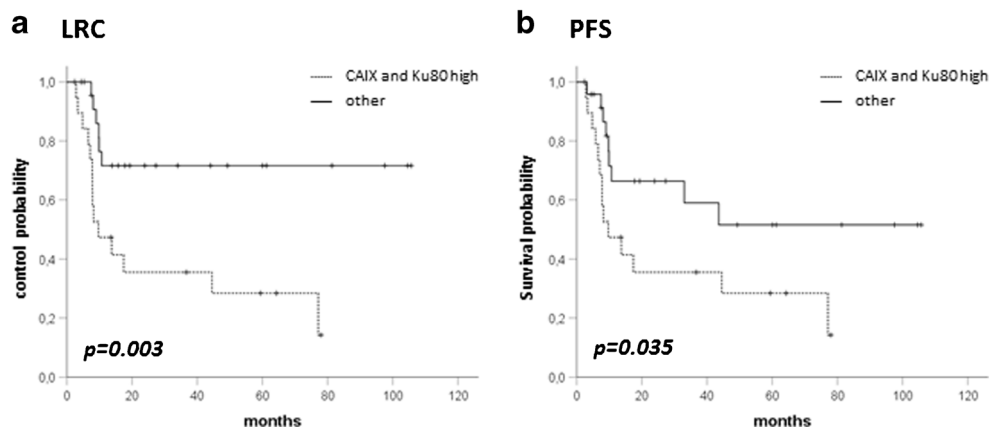 a LRC
CAIX and Ku80 high
other
1,0
0,8
0,6
0,4
0,2
0,0
control probability
p=0.003
0 20 40 60 80 100 120
months
b PFS
CAIX and Ku80 high
other
1,0
0,8
0,6
0,4
0,2
0,0
Survival probability
p=0.035
0 20 40 60 80 100 120
months